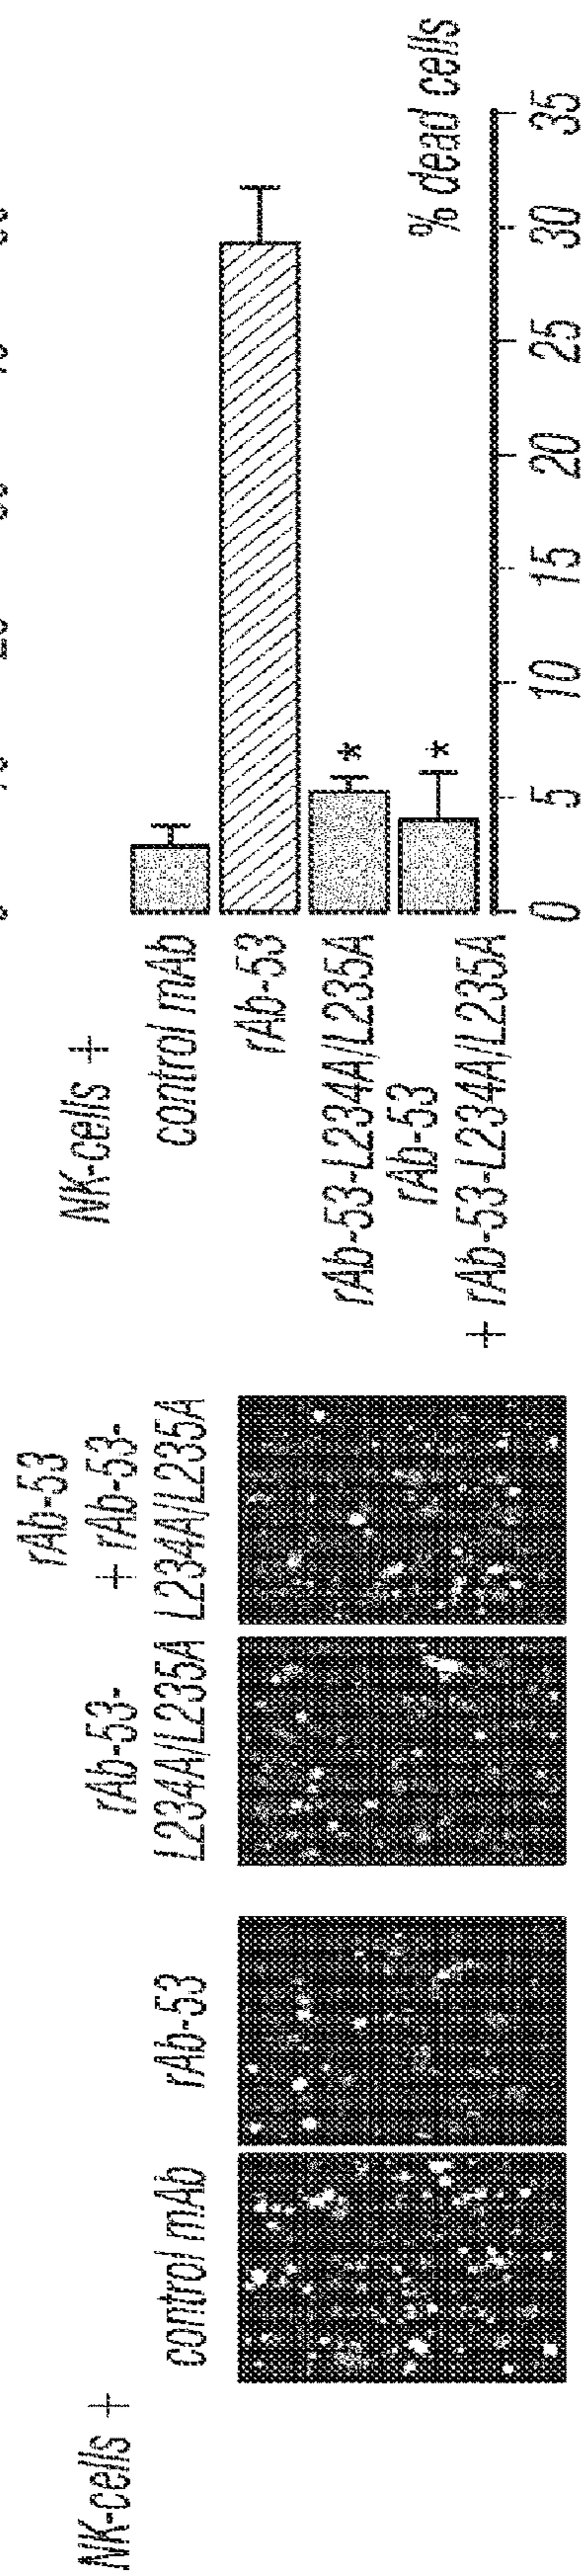 NK-cells +
control mAb
rAb-53
rAb-53-
L234A/L235A
rAb-53
+ rAb-53-
L234A/L235A
NK-cells +
control mAb
rAb-53
rAb-53-L234A/L235A
rAb-53
+ rAb-53-L234A/L235A
*
*
% dead cells
0 5 10 15 20 25 30 35